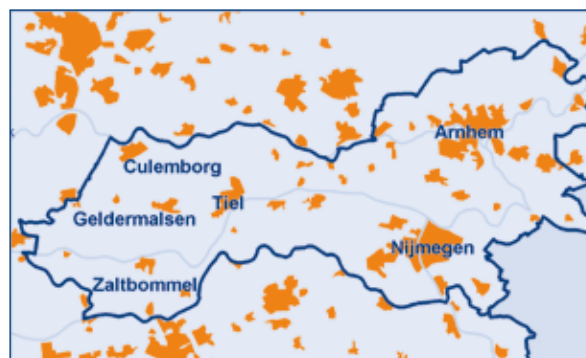 Arnhem
Culemborg
Tiel
Geldermalsen
Nijmegen
Zaltbommel